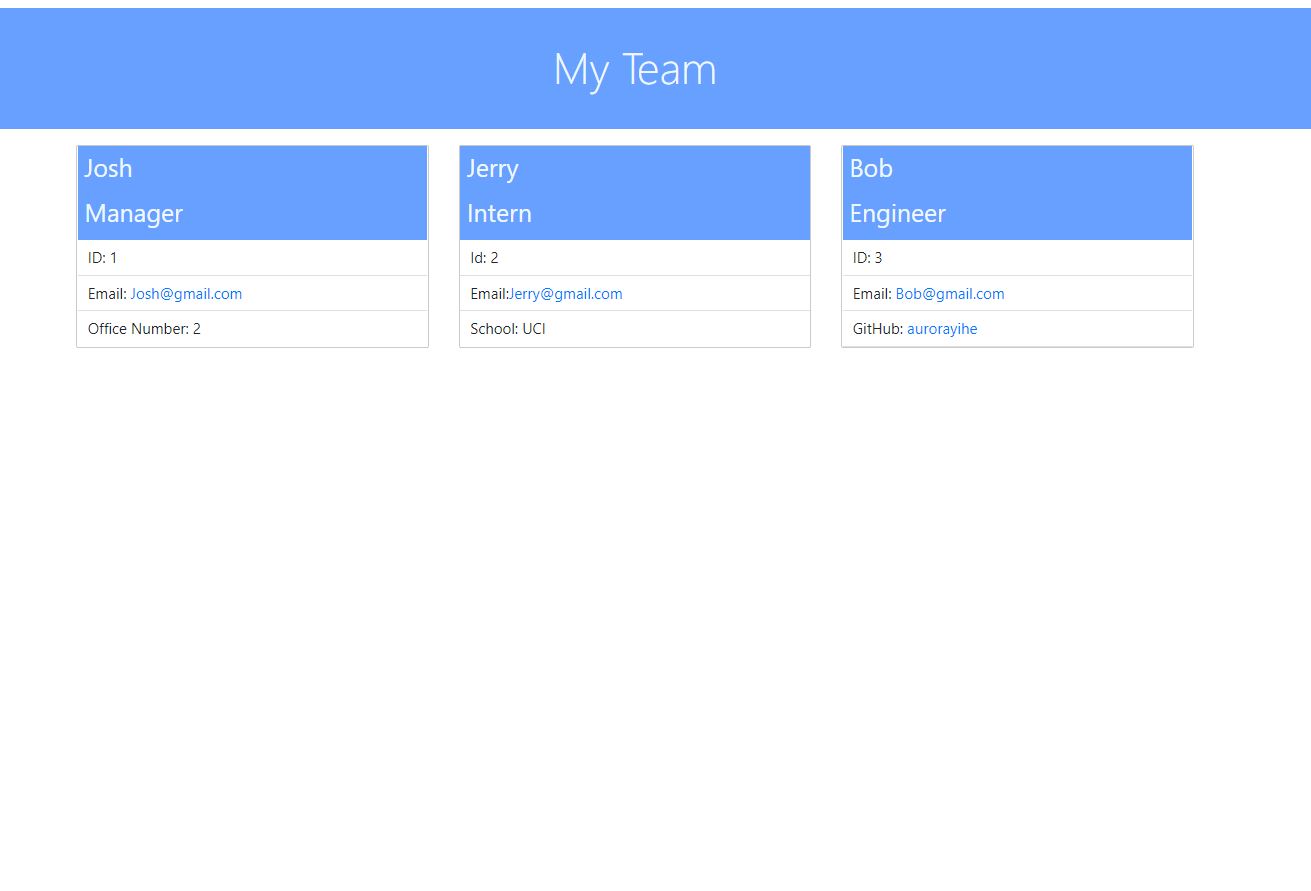 My Team
Josh
Manager
ID: 1
Email: Josh@gmail.com
Office Number: 2
Jerry
Intern
Id: 2
Email:Jerry@gmail.com
School: UCI
Bob
Engineer
ID: 3
Email: Bob@gmail.com
GitHub: aurorayihe